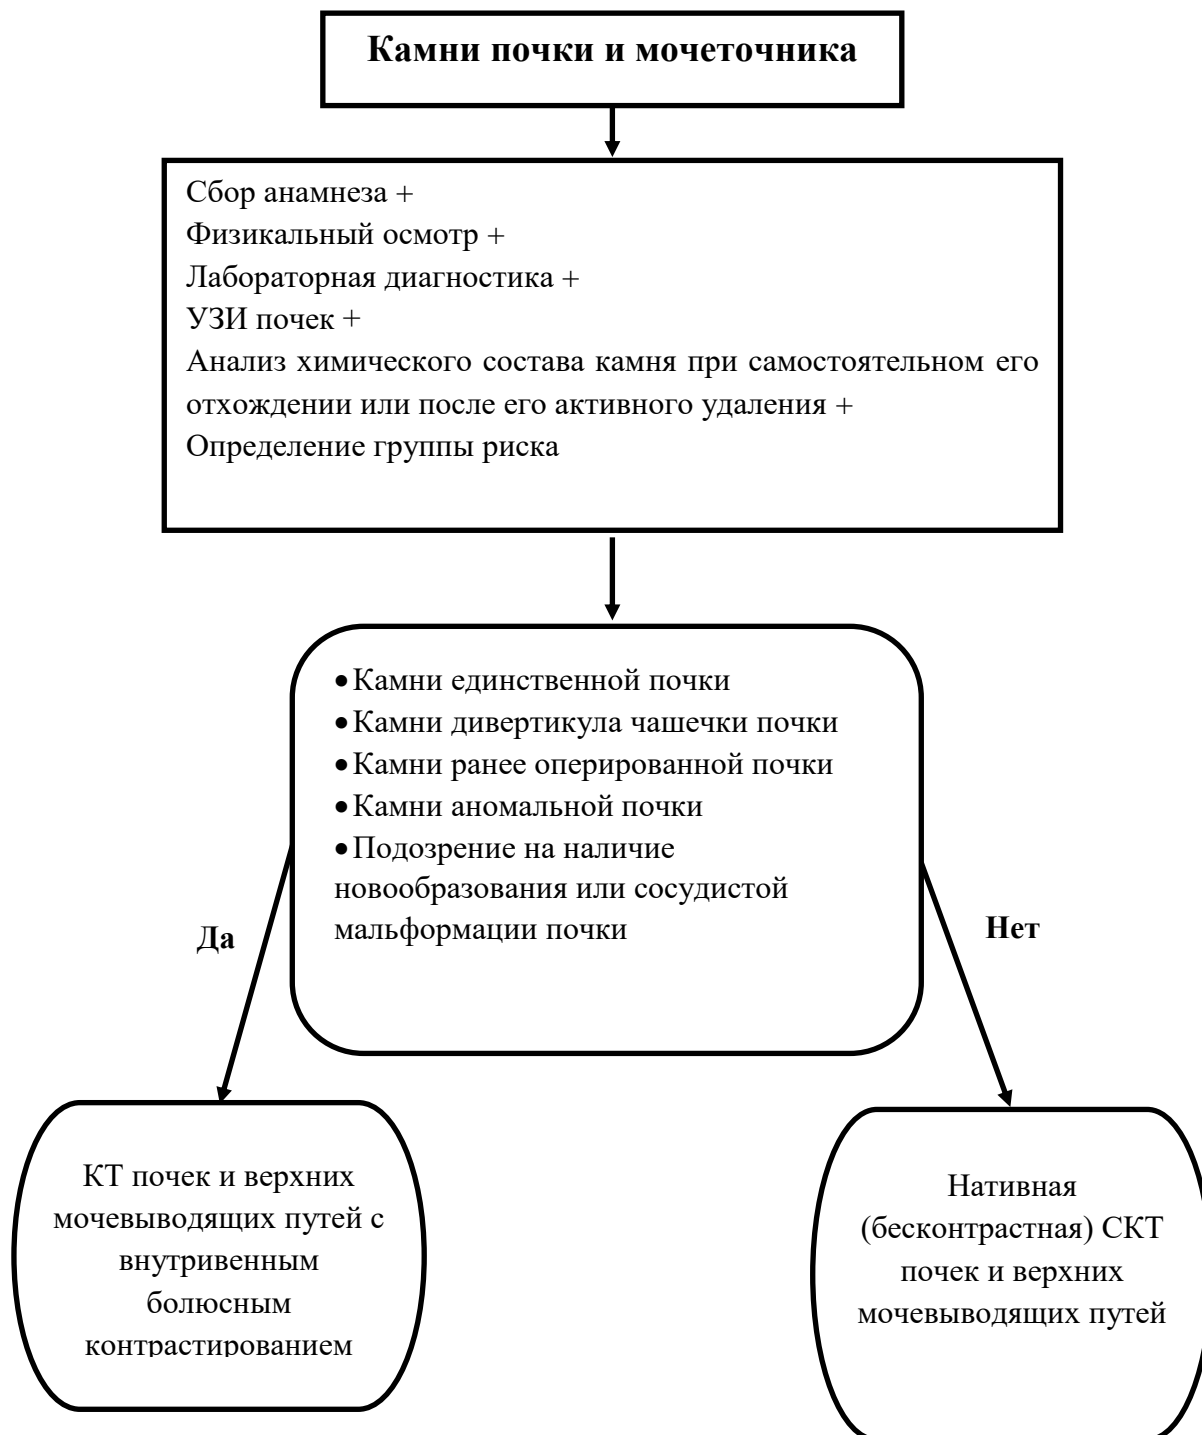 Камни почки и мочеточника
Сбор анамнеза +
Физикальный осмотр +
Лабораторная диагностика +
УЗИ почек +
Анализ химического состава камня при самостоятельном его
отхождении или после его активного удаления +
Определение группы риска
•Камни единственной почки
•Камни дивертикула чашечки почки
•Камни ранее оперированной почки
•Камни аномальной почки
•Подозрение на наличие
новообразования или сосудистой
мальформации почки
Да
Нет
КТ почек и верхних
мочевыводящих путей с
внутривенным
болюсным
контрастированием
Нативная
(бесконтрастная) СКТ
почек и верхних
мочевыводящих путей